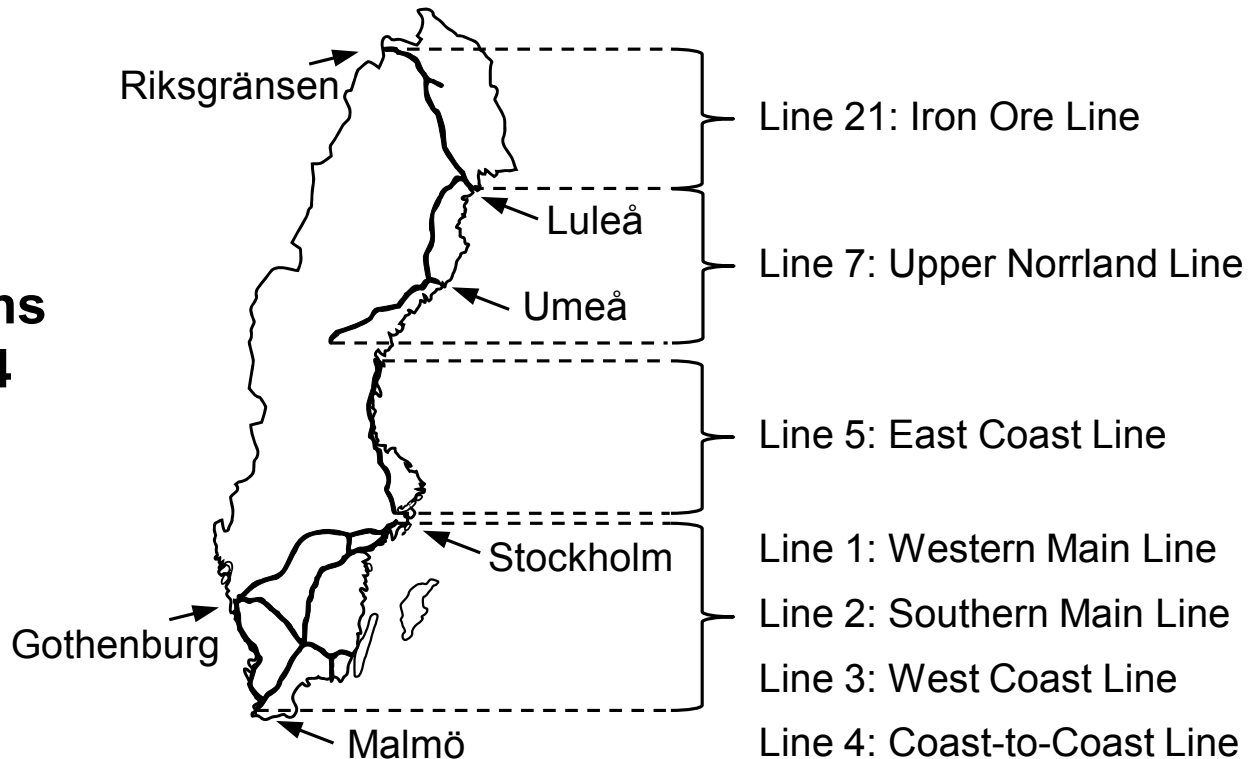 Riksgränsen
Line 21: Iron Ore Line
Luleå
Line 7: Upper Norrland Line
Umeå
Line 5: East Coast Line
Stockholm
Line 1: Western Main Line
Line 2: Southern Main Line
Gothenburg
Line 3: West Coast Line
Malmö
Line 4: Coast-to-Coast Line